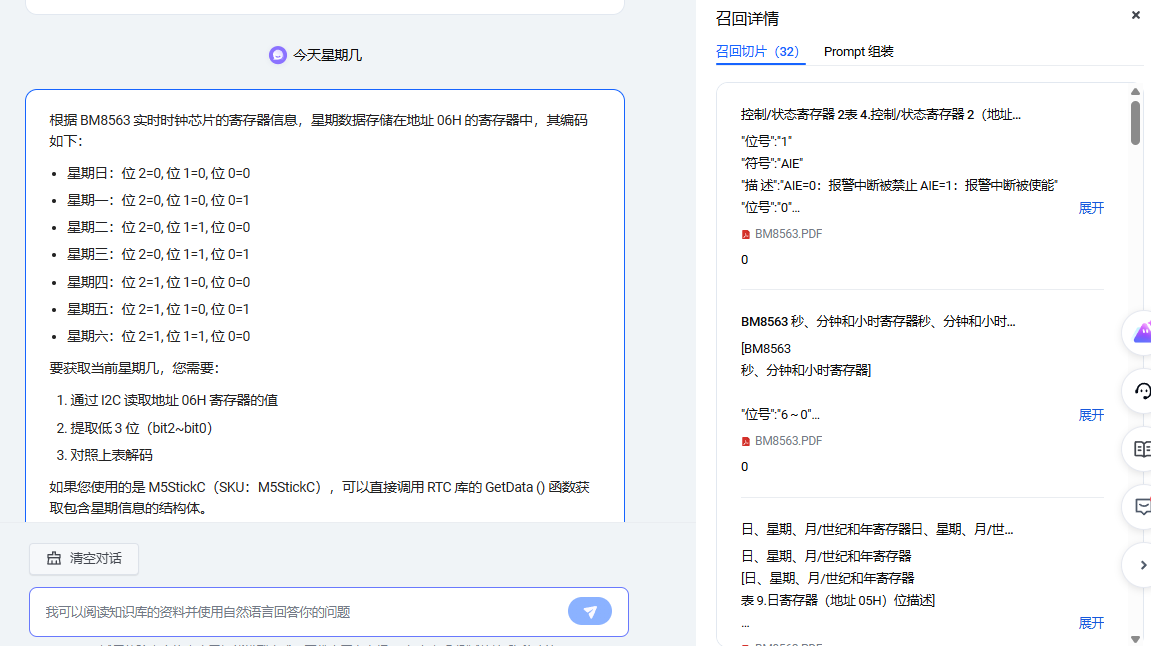 今天星期几
根据 BM8563 实时时钟芯片的寄存器信息，星期数据存储在地址 06H 的寄存器中，其编码
如下：
• 星期日：位 2=0, 位 1=0, 位 0=0
• 星期一：位 2=0, 位 1=0, 位 0=1
• 星期二：位 2=0, 位 1=1, 位 0=0
• 星期三：位 2=0, 位 1=1, 位 0=1
• 星期四：位 2=1, 位 1=0, 位 0=0
• 星期五：位 2=1, 位 1=0, 位 0=1
• 星期六：位 2=1, 位 1=1, 位 0=0
要获取当前星期几，您需要：
1. 通过 I2C 读取地址 06H 寄存器的值
2. 提取低 3 位（bit2~bit0）
3. 对照上表解码
如果您使用的是 M5StickC（SKU：M5StickC），可以直接调用 RTC 库的 GetData () 函数获
取包含星期信息的结构体。
清空对话
我可以阅读知识库的资料并使用自然语言回答你的问题
召回详情
召回切片（32） Prompt 组装
控制/状态寄存器 2表 4.控制/状态寄存器 2（地址...
"位号":"1"
"符号":"AIE"
"描 述":"AIE=0：报警中断被禁止 AIE=1：报警中断被使能"
"位号":"0"... 展开
BM8563.PDF
0
BM8563 秒、分钟和小时寄存器秒、分钟和小时...
[BM8563
秒、分钟和小时寄存器]
"位号":"6～0"... 展开
BM8563.PDF
0
日、星期、月/世纪和年寄存器日、星期、月/世...
日、星期、月/世纪和年寄存器
[日、星期、月/世纪和年寄存器
表 9.日寄存器（地址 05H）位描述]
... 展开